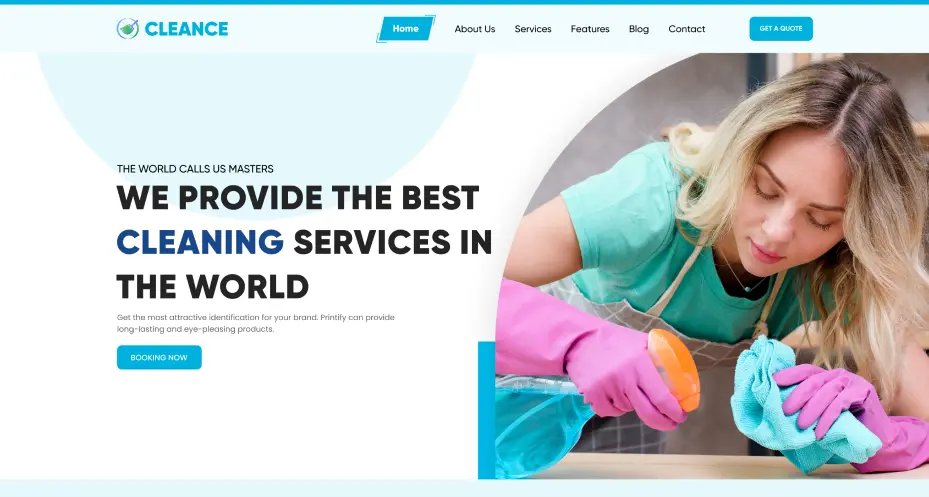 CLEANCE
Home About Us Services Features Blog Contact
GET A QUOTE
THE WORLD CALLS US MASTERS
WE PROVIDE THE BEST
CLEANING SERVICES IN
THE WORLD
Get the most attractive identification for your brand. Printify can provide
long-lasting and eye-pleasing products.
BOOKING NOW